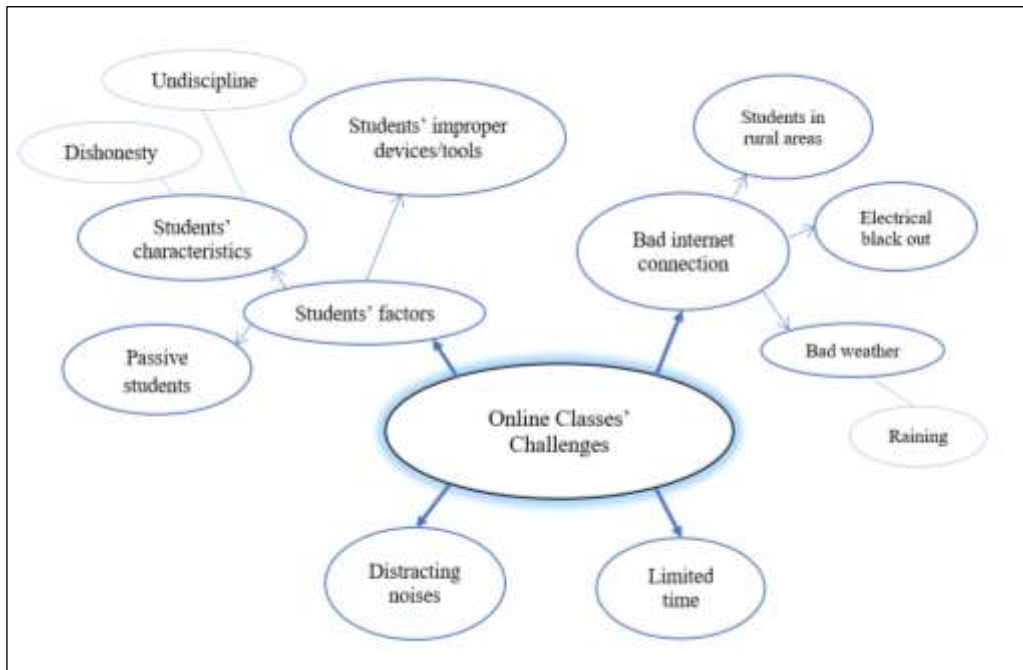 Undiscipline
Dishonesty
Students' improper
devices/tools
Students in
rural areas
Students'
characteristics
Bad internet
connection
Electrical
black out
Students' factors
Passive
students
Bad weather
Online Classes'
Challenges
Raining
Distracting
noises
Limited
time